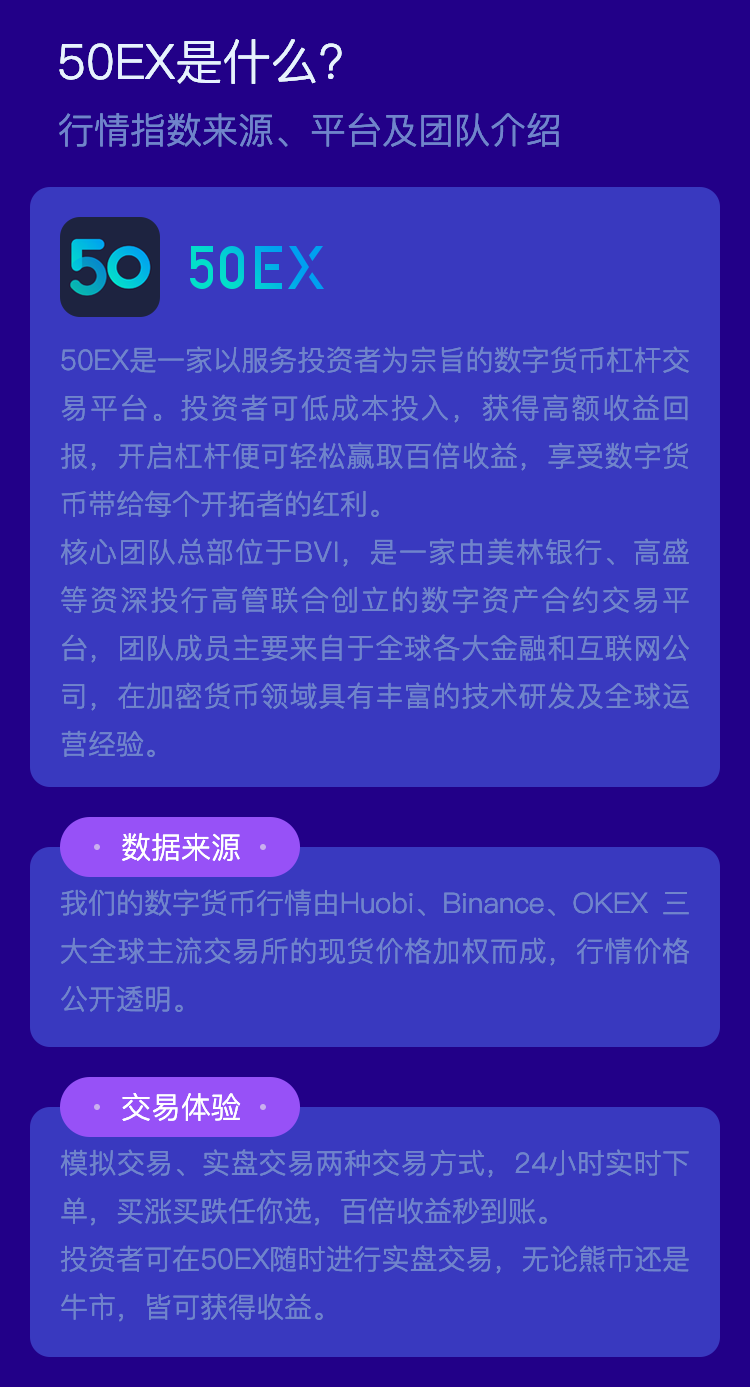 50EX是什么?
行情指数来源、平台及团队介绍
50
50EX
50EX是一家以服务投资者为宗旨的数字货币杠杆交
易平台。投资者可低成本投入，获得高额收益回
报，开启杠杆便可轻松赢取百倍收益，享受数字货
币带给每个开拓者的红利。
核心团队总部位于BVI，是一家由美林银行、高盛
等资深投行高管联合创立的数字资产合约交易平
台，团队成员主要来自于全球各大金融和互联网公
司，在加密货币领域具有丰富的技术研发及全球运
营经验。
· 数据来源 ·
我们的数字货币行情由Huobi、Binance、OKEX 三
大全球主流交易所的现货价格加权而成，行情价格
公开透明。
· 交易体验 ·
模拟交易、实盘交易两种交易方式，24小时实时下
单，买涨买跌任你选，百倍收益秒到账。
投资者可在50EX随时进行实盘交易，无论熊市还是
牛市，皆可获得收益。